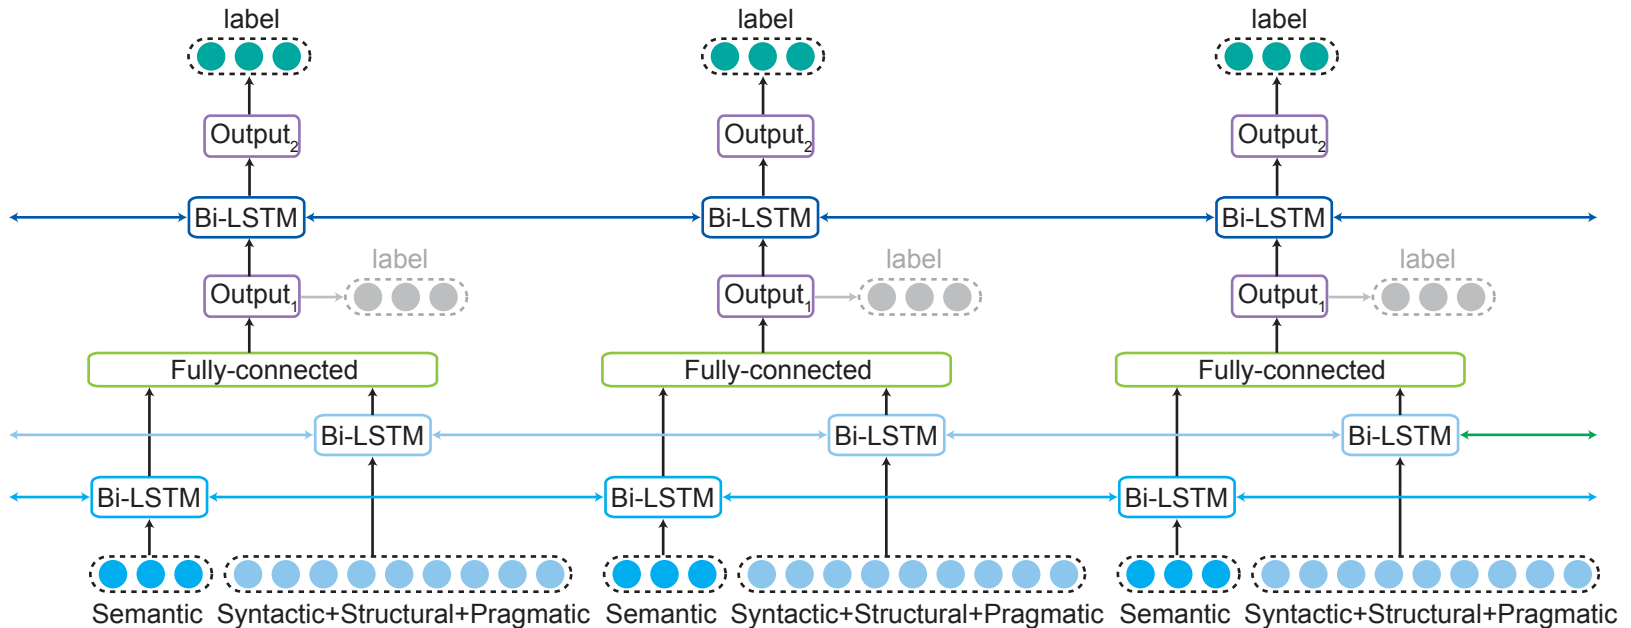 label label label
Output2 Output2 Output2
Bi-LSTM Bi-LSTM Bi-LSTM
label label label
Output1 Output1 Output1
Fully-connected Fully-connected Fully-connected
Bi-LSTM Bi-LSTM Bi-LSTM
Bi-LSTM Bi-LSTM Bi-LSTM
Semantic Syntactic+Structural+Pragmatic Semantic Syntactic+Structural+Pragmatic Semantic Syntactic+Structural+Pragmatic